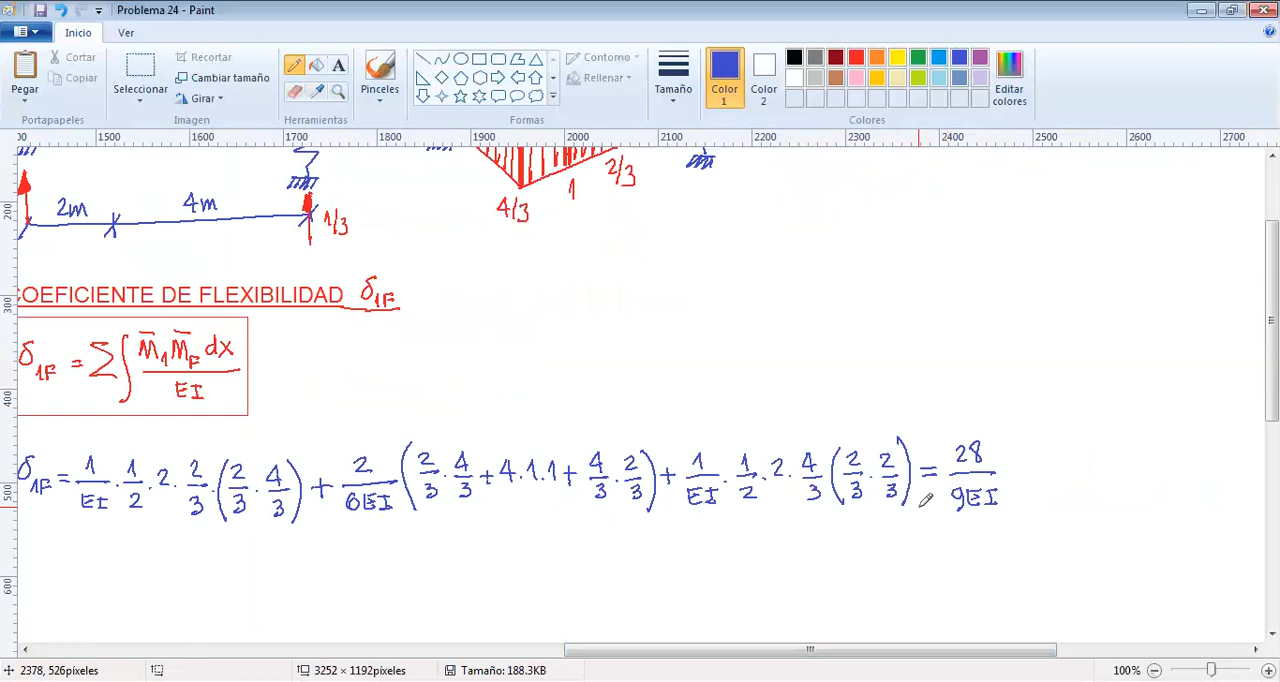 Problema 24 - Paint
Inicio Ver
Pegar
Cortar
Copiar
Portapapeles
Seleccionar
Recortar
Cambiar tamaño
Girar
Imagen
A
Herramientas
Pinceles
Contorno
Rellenar
Formas
Tamaño
Color 1
Color 2
Editar colores
Colores
1500 1600 1700 1800 1900 2000 2100 2200 2300 2400 2500 2600 2700
200
300
400
500
600
2m 4m
1/3
4/3 1 2/3
COEFICIENTE DE FLEXIBILIDAD δ1F
δ1F = Σ∫ M̄1 M̄F dx / EI
δ1F = 1/EI · 1/2 · 2 · 2/3 · (2/3 · 4/3) + 2/6EI (2/3 · 4/3 + 4·1·1 + 4/3 · 2/3) + 1/EI · 1/2 · 2 · 4/3 (2/3 · 2/3) = 28/9EI
2378, 526píxeles
3252 × 1192píxeles
Tamaño: 188.3KB
100%